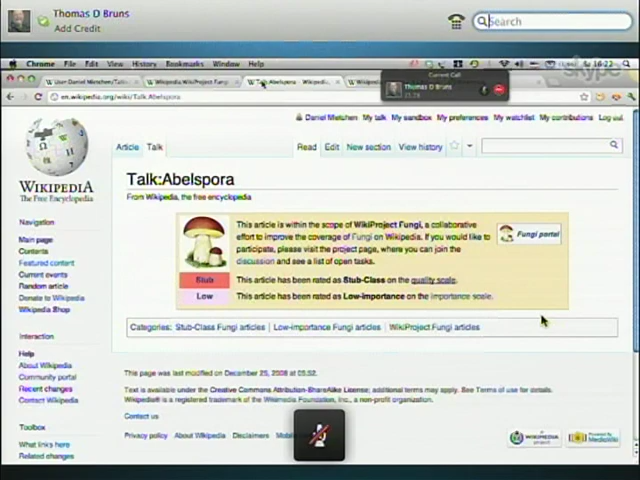 Thomas D Bruns
Add Credit
Search
Chrome File Edit View History Bookmarks Window Help
Current Call
Thomas D Bruns
skype
en.wikipedia.org/wiki/Talk:Abelspora
Daniel Mietchen My talk My sandbox My preferences My watchlist My contributions Log out
Article Talk Read Edit New section View history
WIKIPEDIA
The Free Encyclopedia
Talk:Abelspora
From Wikipedia, the free encyclopedia
Navigation
Main page
Contents
Featured content
Current events
Random article
Donate to Wikipedia
Wikipedia Shop
Interaction
Help
About Wikipedia
Community portal
Recent changes
Contact Wikipedia
Toolbox
What links here
Related changes
This article is within the scope of WikiProject Fungi, a collaborative
effort to improve the coverage of Fungi on Wikipedia. If you would like to
participate, please visit the project page, where you can join the
discussion and see a list of open tasks.
Fungi portal
Stub This article has been rated as Stub-Class on the quality scale.
Low This article has been rated as Low-importance on the importance scale.
Categories: Stub-Class Fungi articles | Low-importance Fungi articles | WikiProject Fungi articles
This page was last modified on December 25, 2008 at 05:52.
Text is available under the Creative Commons Attribution-ShareAlike License; additional terms may apply. See Terms of use for details.
Wikipedia® is a registered trademark of the Wikimedia Foundation, Inc., a non-profit organization.
Contact us
Privacy policy About Wikipedia Disclaimers
WIKIMEDIA
project
Powered By
MediaWiki